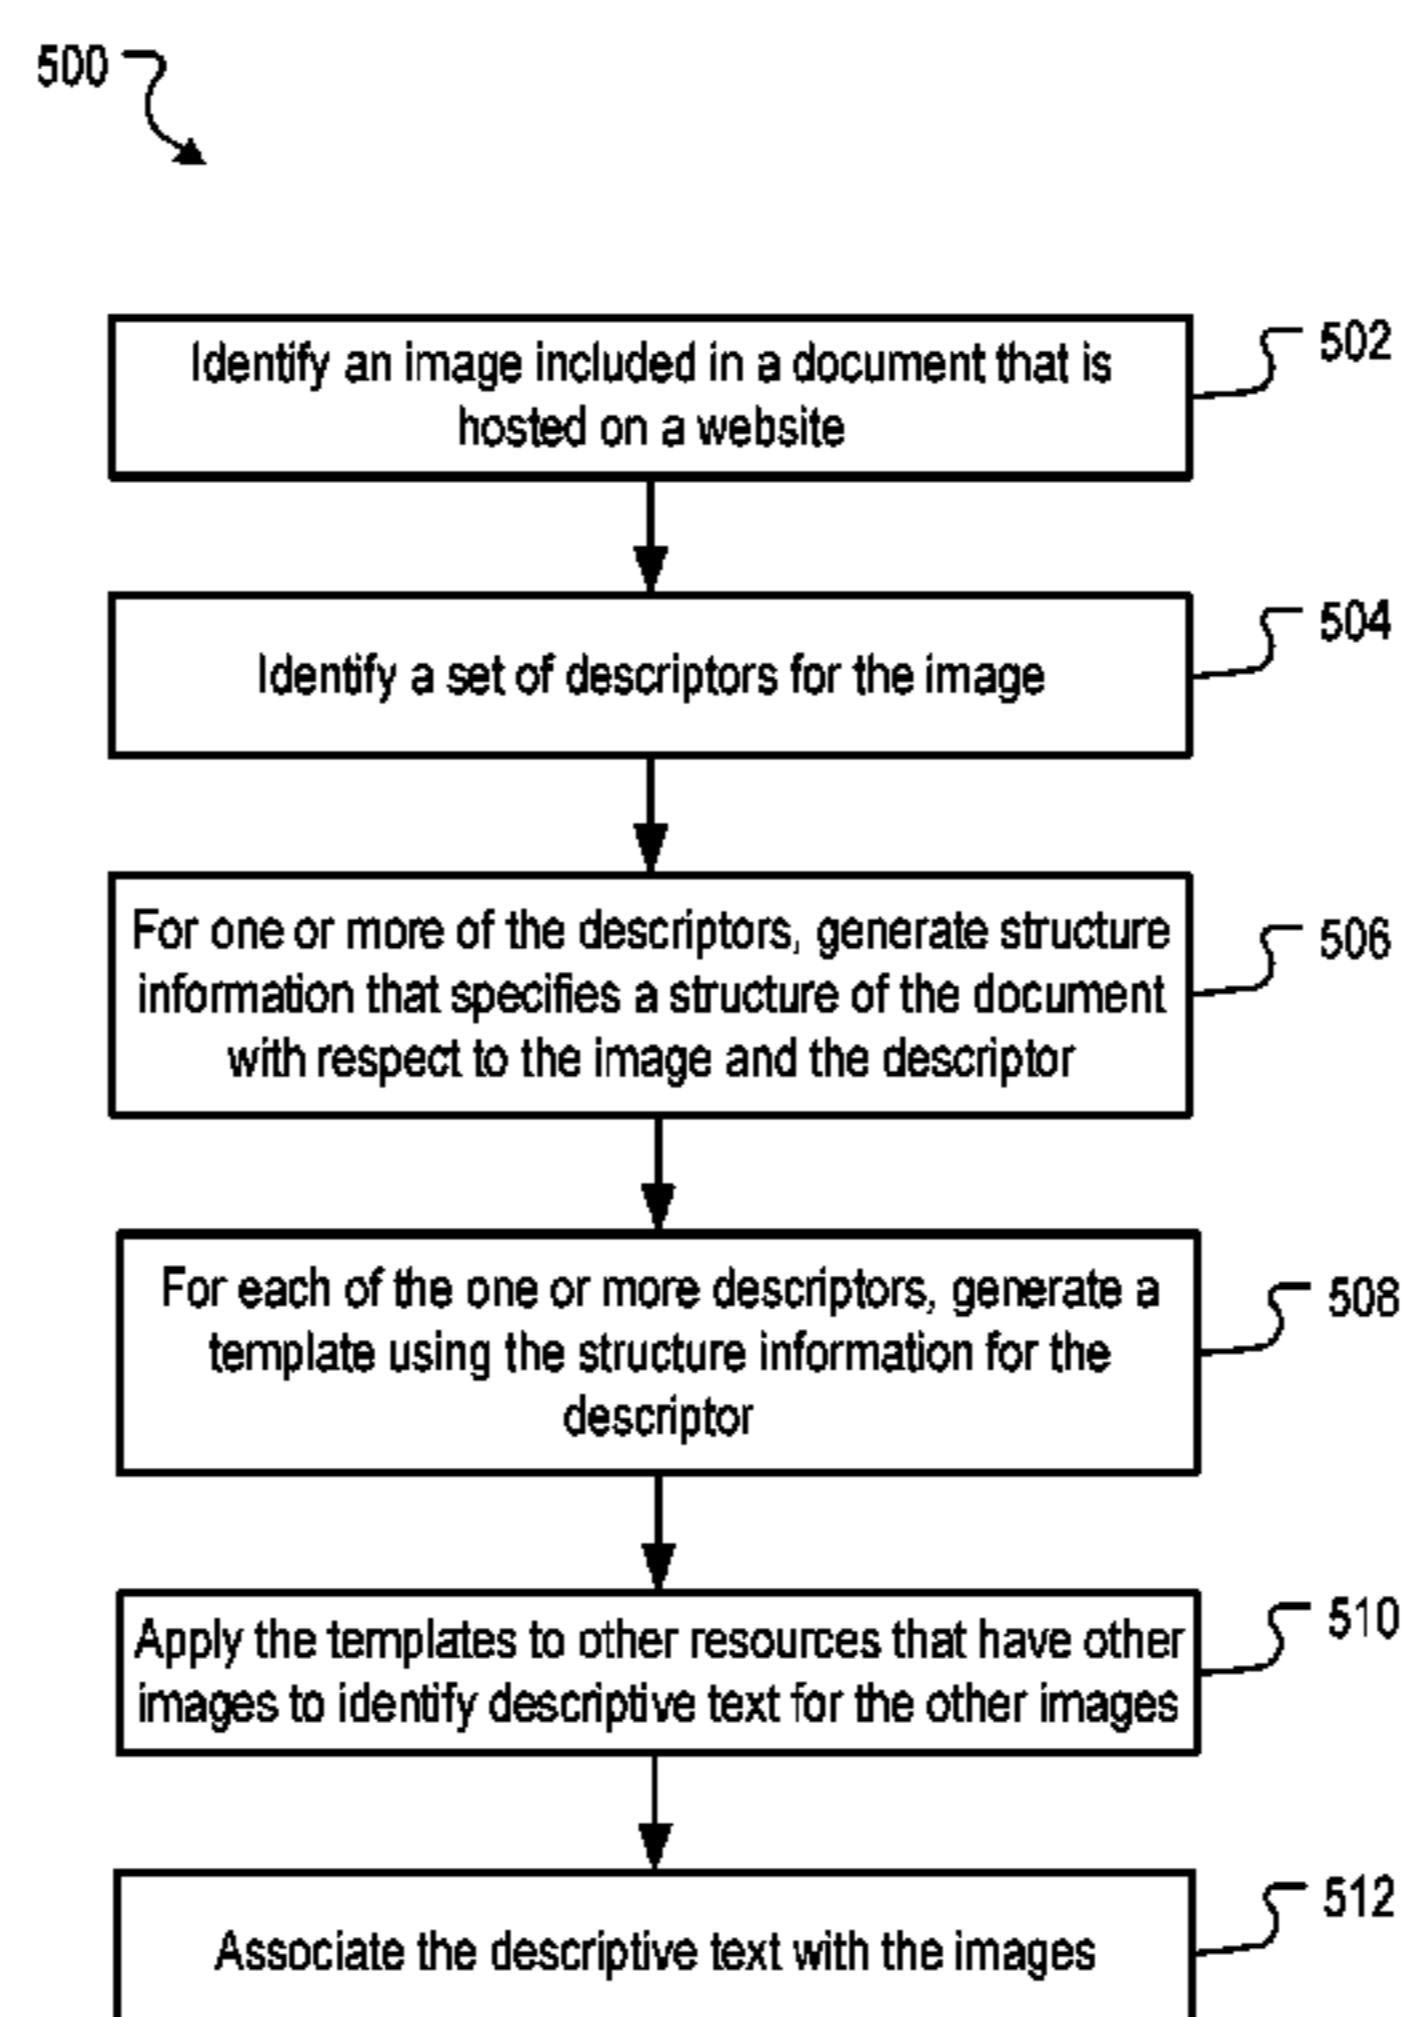 500
Identify an image included in a document that is
hosted on a website
502
Identify a set of descriptors for the image
504
For one or more of the descriptors, generate structure
information that specifies a structure of the document
with respect to the image and the descriptor
506
For each of the one or more descriptors, generate a
template using the structure information for the
descriptor
508
Apply the templates to other resources that have other
images to identify descriptive text for the other images
510
Associate the descriptive text with the images
512